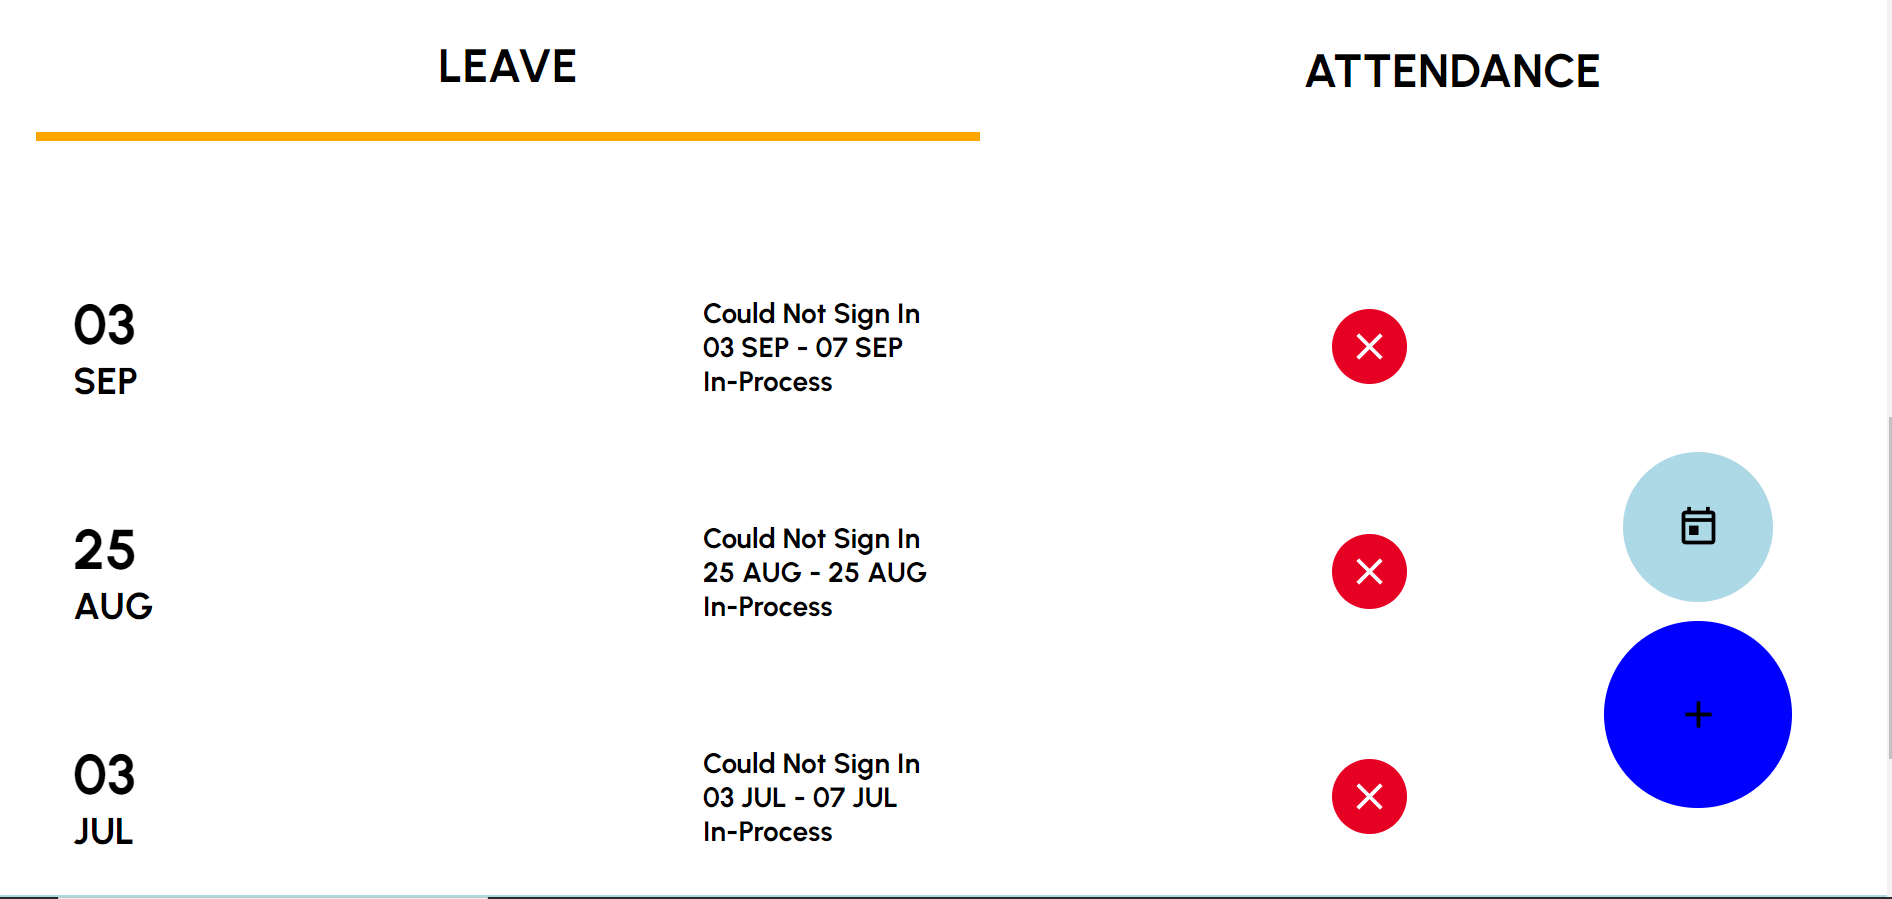 LEAVE
ATTENDANCE
03
SEP
Could Not Sign In
03 SEP - 07 SEP
In-Process
25
AUG
Could Not Sign In
25 AUG - 25 AUG
In-Process
03
JUL
Could Not Sign In
03 JUL - 07 JUL
In-Process